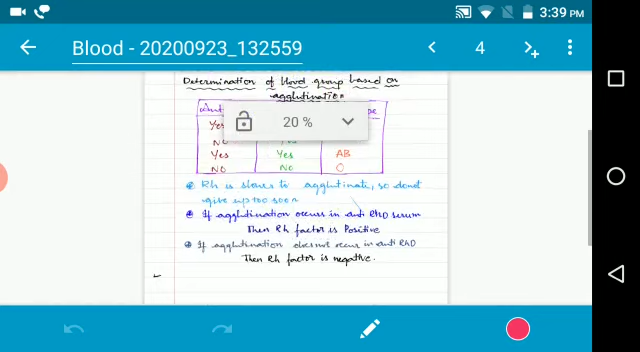 3:39 PM
Blood - 20200923_132559
4
Determination of blood group based on
agglutination
20 %
Yes
No
Yes Yes AB
No No O
Rh is slower to agglutinate, so donot
give up too soon
If agglutination occurs in anti RhD serum
Then Rh factor is Positive
If agglutination does not occur in anti RhD
Then Rh factor is negative.